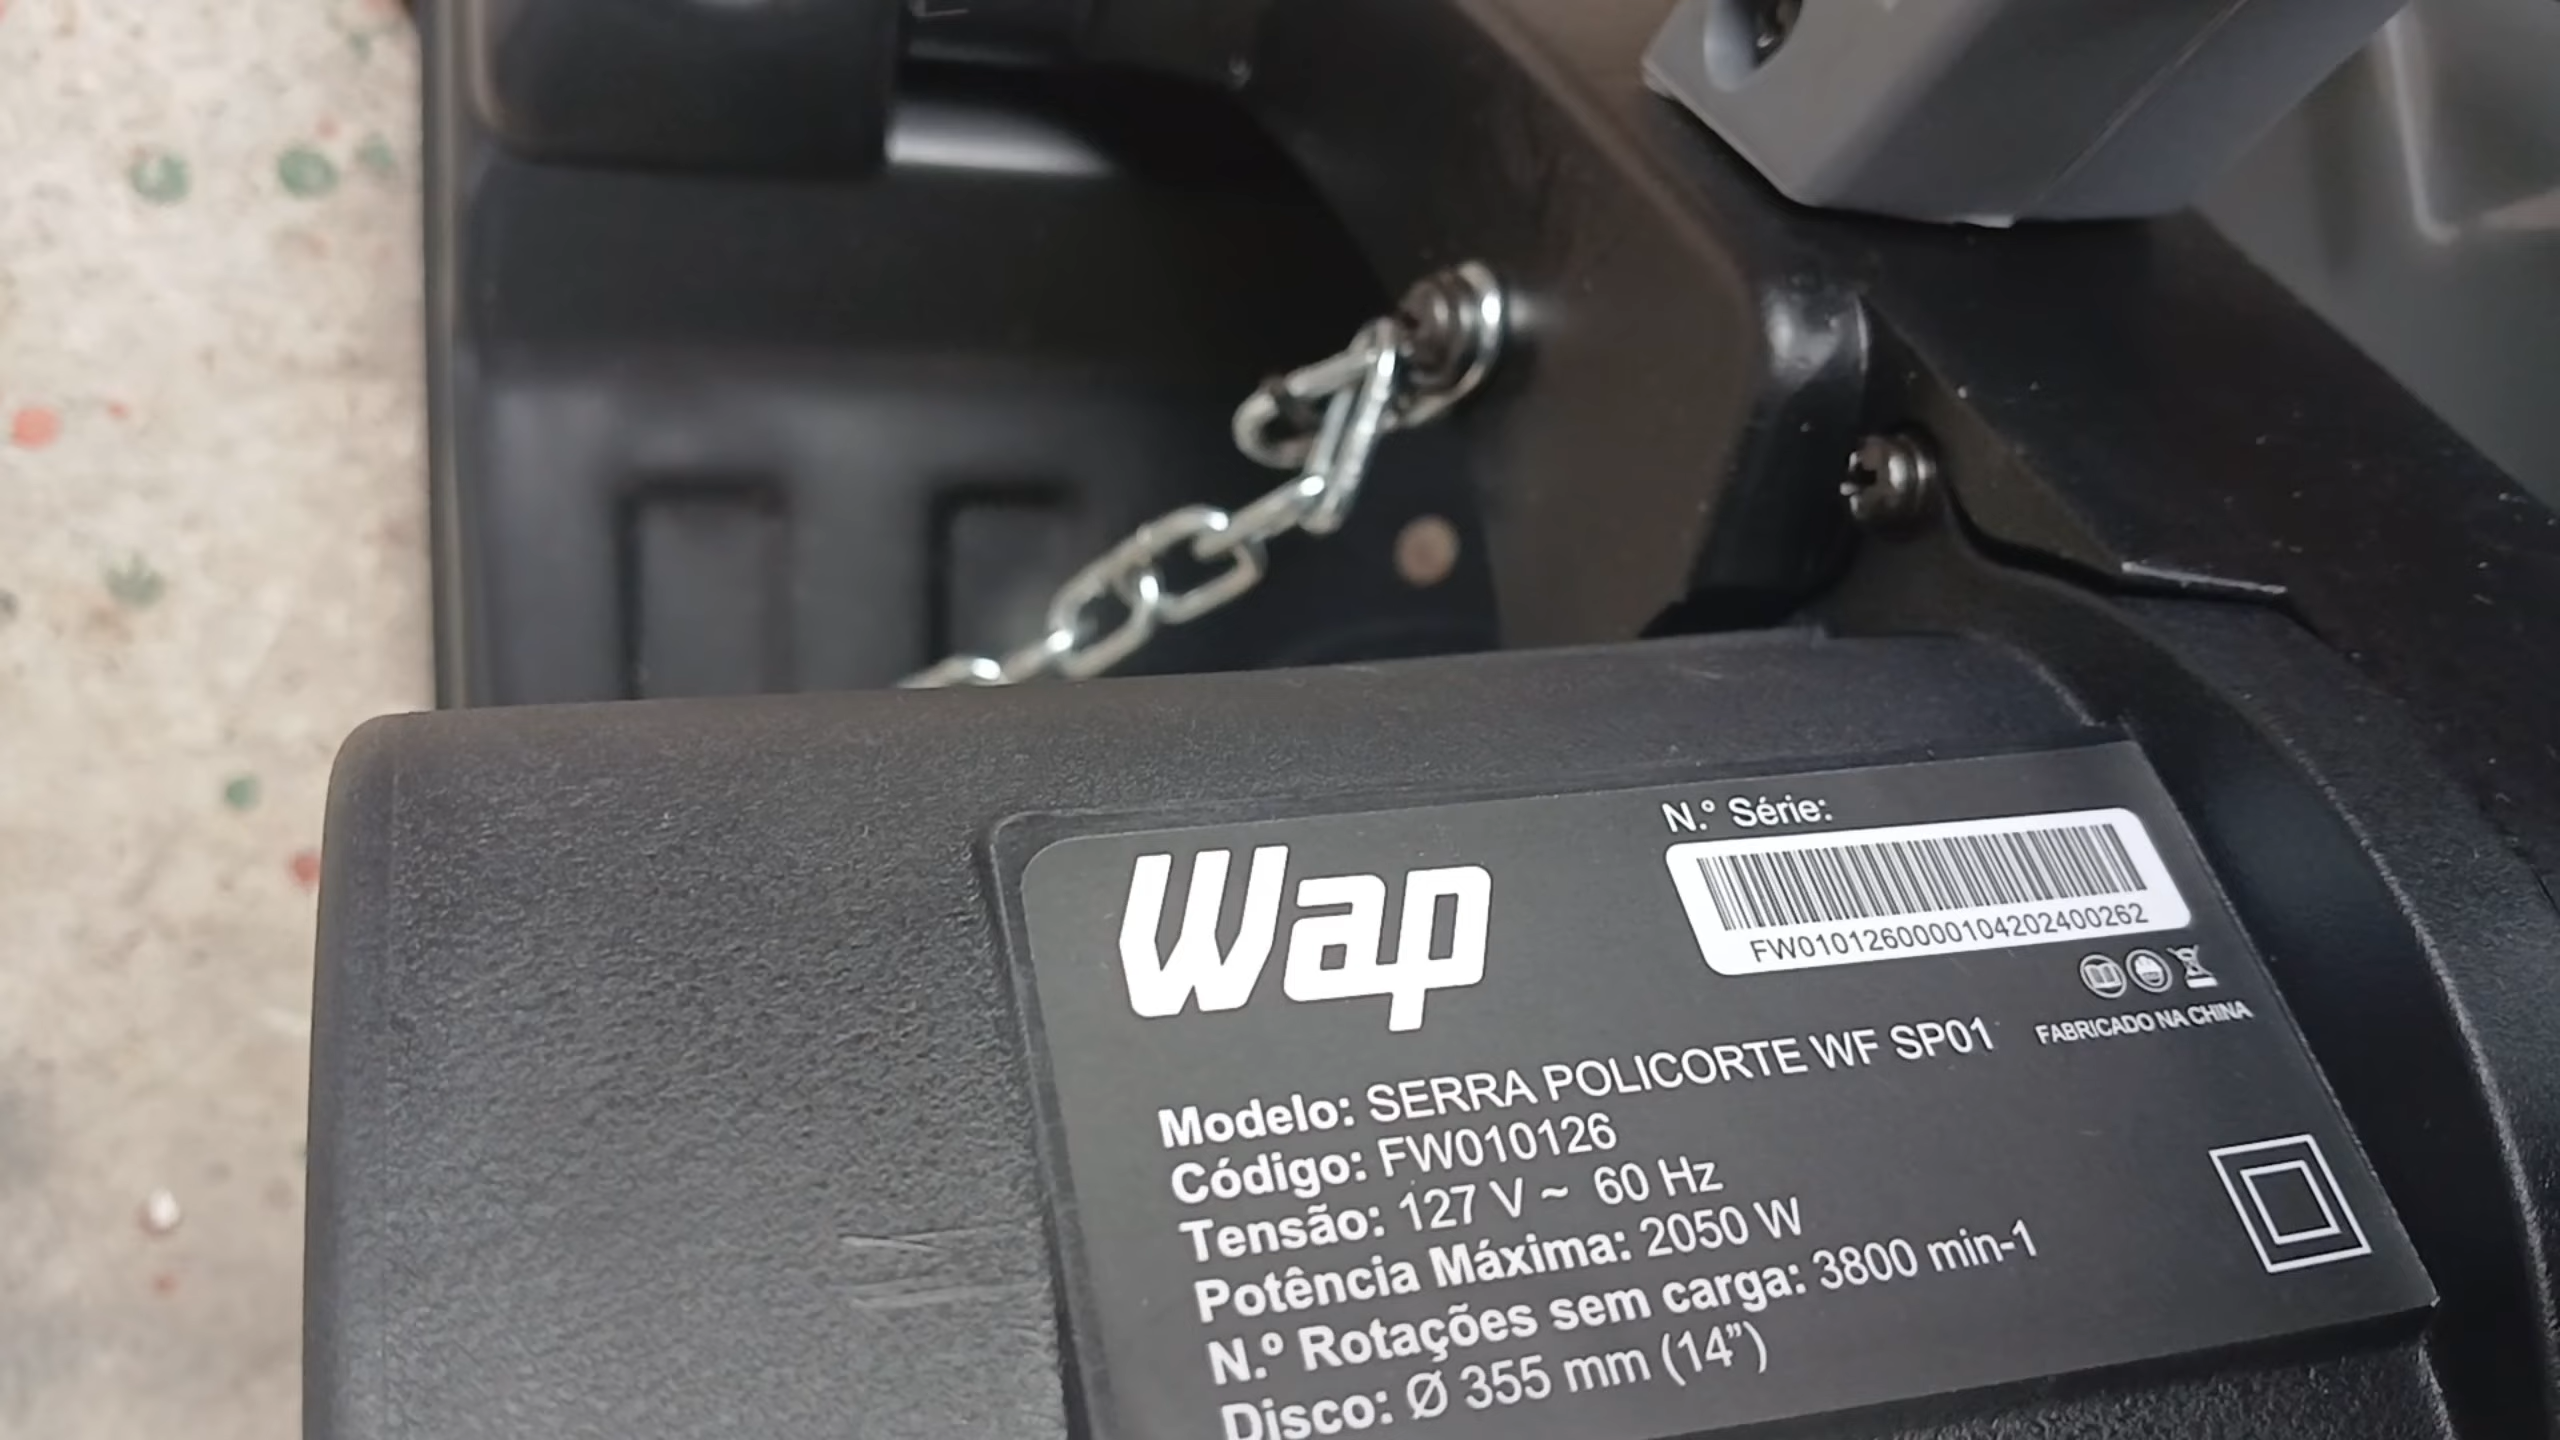 Wap
N.º Série:
FW010126000104202400262
FABRICADO NA CHINA
Modelo: SERRA POLICORTE WF SP01
Código: FW010126
Tensão: 127 V ~ 60 Hz
Potência Máxima: 2050 W
N.º Rotações sem carga: 3800 min-1
Disco: Ø 355 mm (14”)